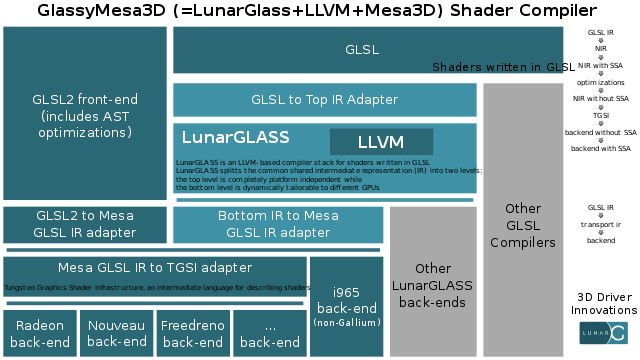 GlassyMesa3D (=LunarGlass+LLVM+Mesa3D) Shader Compiler
GLSL
Shaders written in GLSL
GLSL2 front-end
(includes AST
optimizations)
GLSL to Top IR Adapter
LunarGLASS
LLVM
LunarGLASS is an LLVM-based compiler stack for shaders written in GLSL
LunarGLASS splits the common shared intermediate representation (IR) into two levels:
the top level is completely platform independent while
the bottom level is dynamically tailorable to different GPUs
GLSL2 to Mesa
GLSL IR adapter
Bottom IR to Mesa
GLSL IR adapter
Other
GLSL
Compilers
Mesa GLSL IR to TGSI adapter
Tungsten Graphics Shader Infrastructure, an intermediate language for describing shaders
i965
back-end
(non-Gallium)
Other
LunarGLASS
back-ends
Radeon
back-end
Nouveau
back-end
Freedreno
back-end
...
back-end
GLSL IR
⇓
NIR
⇓
NIR with SSA
⇓
optimizations
⇓
NIR without SSA
⇓
TGSI
⇓
backend without SSA
⇓
backend with SSA
GLSL IR
⇓
transport ir
⇓
backend
3D Driver
Innovations
LUNAR G